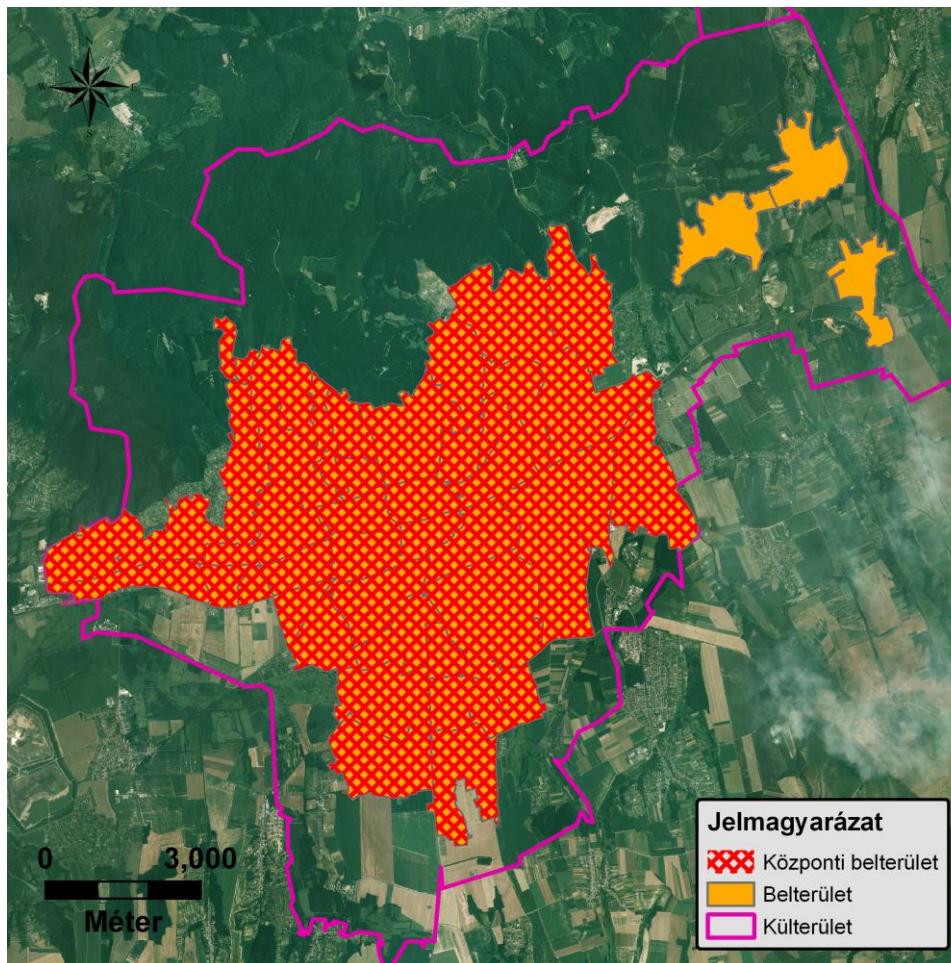 N
W E
S
Jelmagyarázat
Központi belterület
Belterület
Külterület
0 3,000
Méter